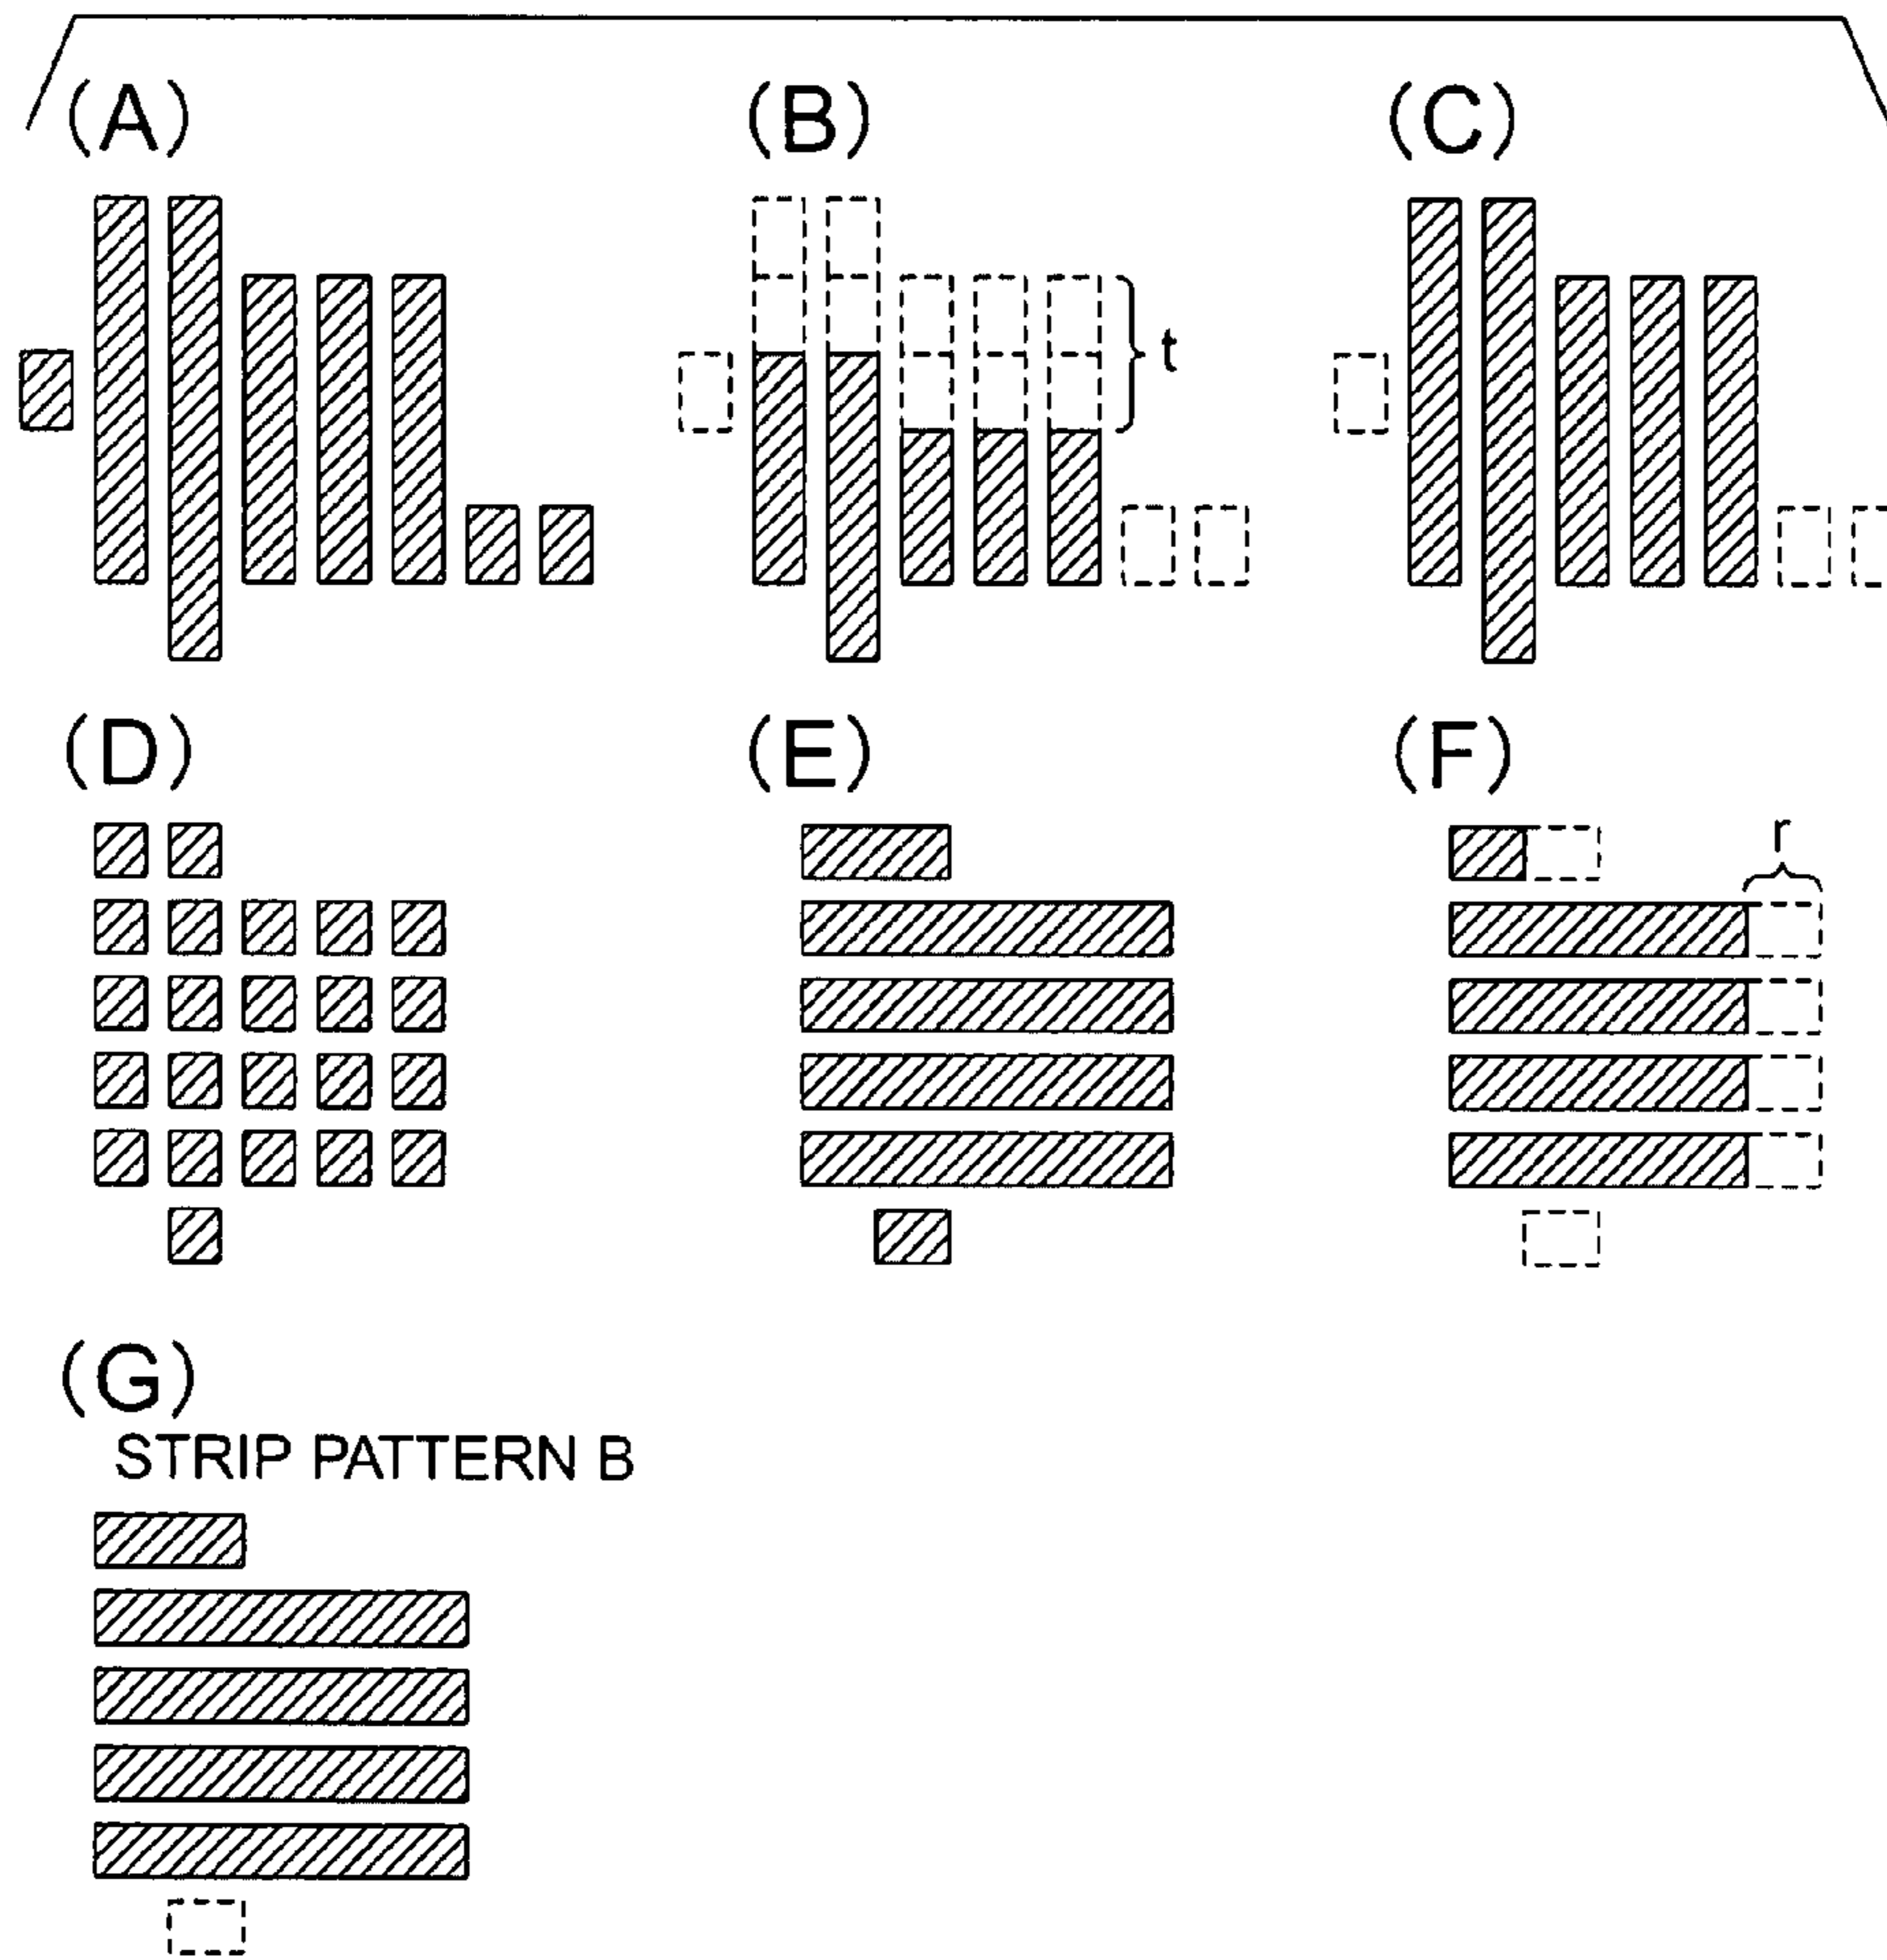 (A) (B) (C)
t
(D) (E) (F)
r
(G)
STRIP PATTERN B